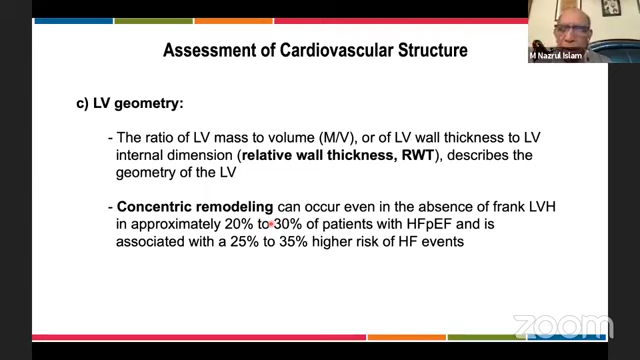 M Nazrul Islam
Assessment of Cardiovascular Structure
c) LV geometry:
- The ratio of LV mass to volume (M/V), or of LV wall thickness to LV
internal dimension (relative wall thickness, RWT), describes the
geometry of the LV
- Concentric remodeling can occur even in the absence of frank LVH
in approximately 20% to 30% of patients with HFpEF and is
associated with a 25% to 35% higher risk of HF events
zoom